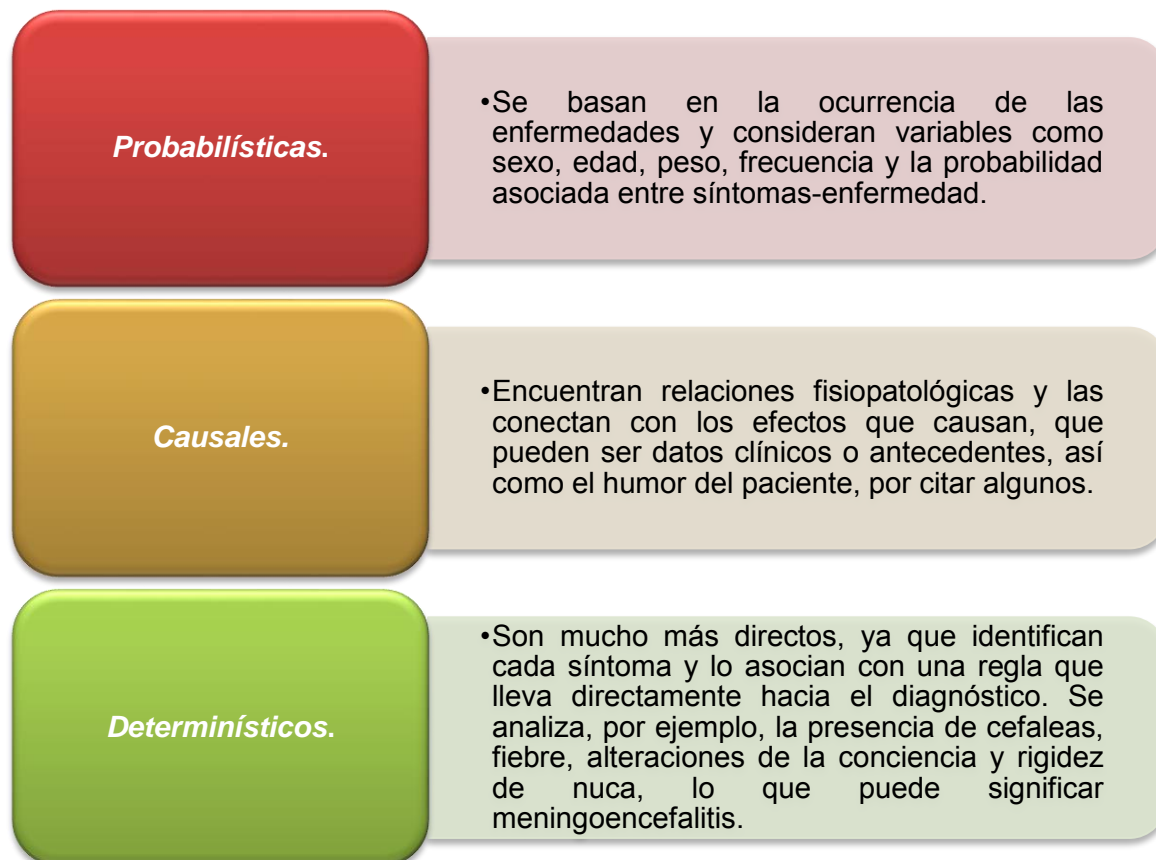 Probabilísticas.
•Se basan en la ocurrencia de las
enfermedades y consideran variables como
sexo, edad, peso, frecuencia y la probabilidad
asociada entre síntomas-enfermedad.
Causales.
•Encuentran relaciones fisiopatológicas y las
conectan con los efectos que causan, que
pueden ser datos clínicos o antecedentes, así
como el humor del paciente, por citar algunos.
Determinísticos.
•Son mucho más directos, ya que identifican
cada síntoma y lo asocian con una regla que
lleva directamente hacia el diagnóstico. Se
analiza, por ejemplo, la presencia de cefaleas,
fiebre, alteraciones de la conciencia y rigidez
de nuca, lo que puede significar
meningoencefalitis.